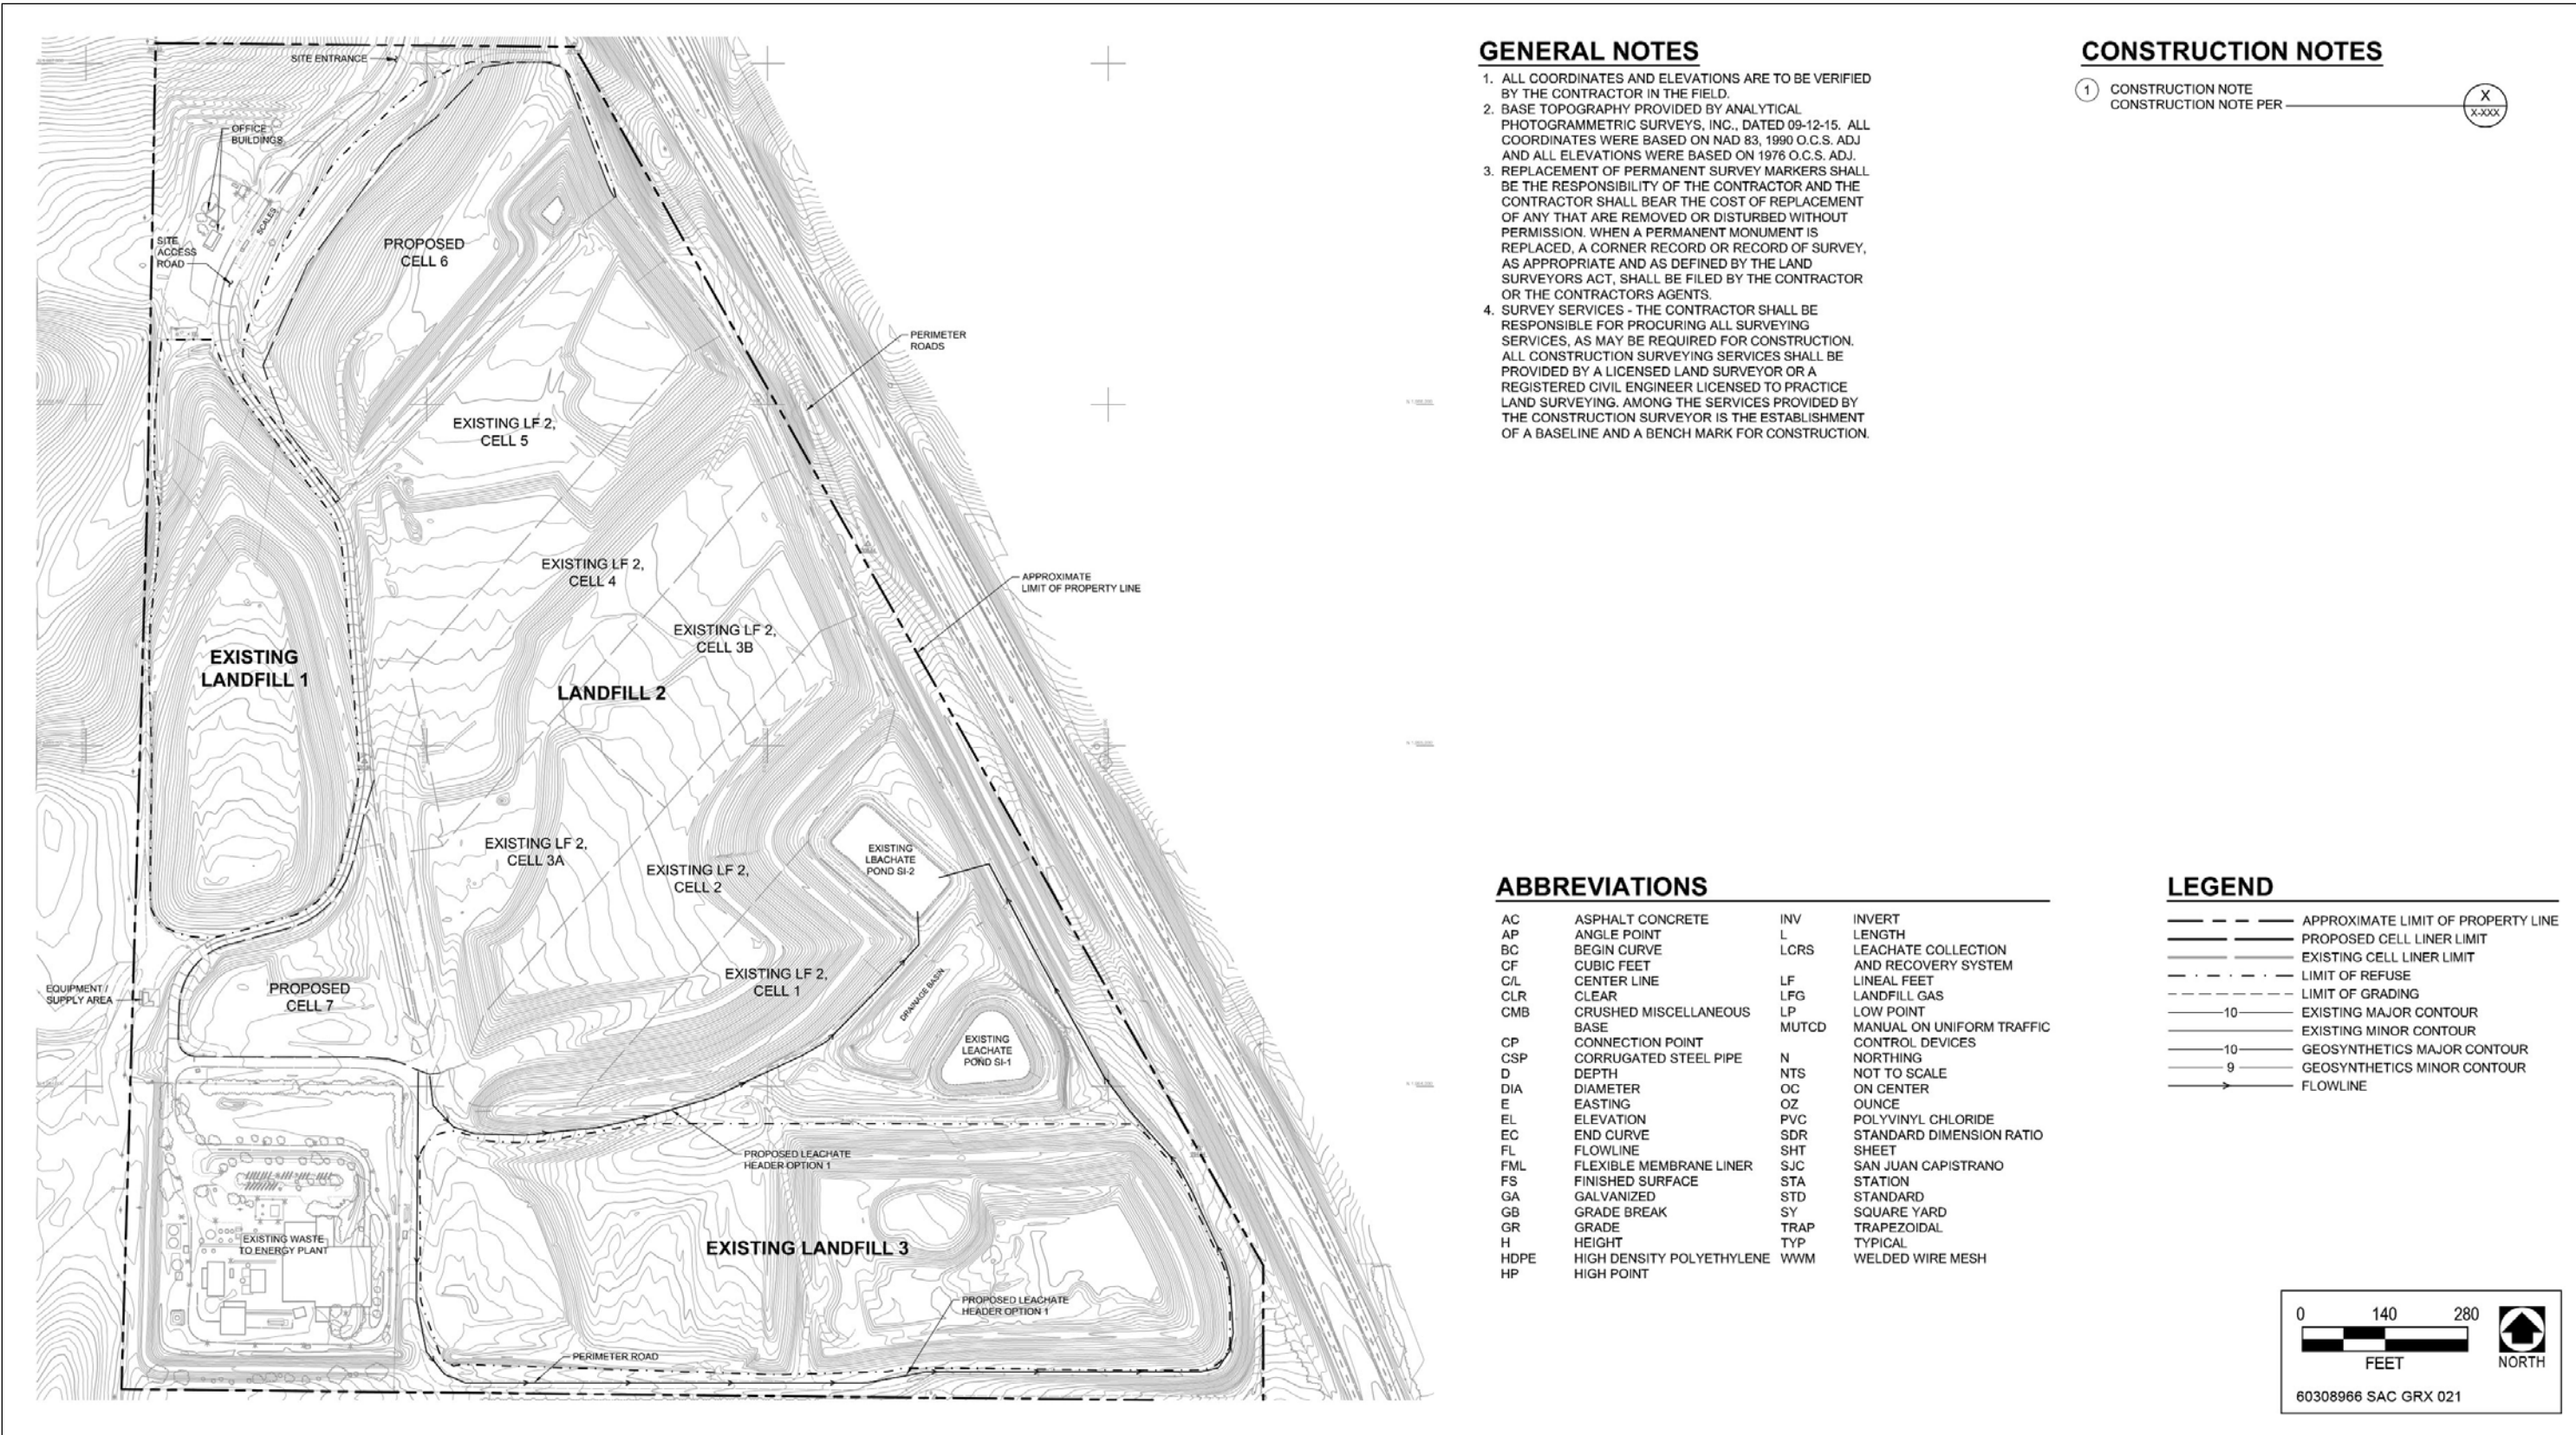 SITE ENTRANCE
OFFICE
BUILDINGS
SCALES
SITE
ACCESS
ROAD
PROPOSED
CELL 6
PERIMETER
ROADS
EXISTING LF 2,
CELL 5
EXISTING LF 2,
CELL 4
APPROXIMATE
LIMIT OF PROPERTY LINE
EXISTING LF 2,
CELL 3B
EXISTING
LANDFILL 1
LANDFILL 2
EXISTING LF 2,
CELL 3A
EXISTING LF 2,
CELL 2
EXISTING
LEACHATE
POND SI-2
EXISTING LF 2,
CELL 1
DRAINAGE BASIN
EQUIPMENT /
SUPPLY AREA
PROPOSED
CELL 7
EXISTING
LEACHATE
POND SI-1
PROPOSED LEACHATE
HEADER OPTION 1
EXISTING WASTE
TO ENERGY PLANT
EXISTING LANDFILL 3
PROPOSED LEACHATE
HEADER OPTION 1
PERIMETER ROAD
GENERAL NOTES
1. ALL COORDINATES AND ELEVATIONS ARE TO BE VERIFIED
BY THE CONTRACTOR IN THE FIELD.
2. BASE TOPOGRAPHY PROVIDED BY ANALYTICAL
PHOTOGRAMMETRIC SURVEYS, INC., DATED 09-12-15. ALL
COORDINATES WERE BASED ON NAD 83, 1990 O.C.S. ADJ
AND ALL ELEVATIONS WERE BASED ON 1976 O.C.S. ADJ.
3. REPLACEMENT OF PERMANENT SURVEY MARKERS SHALL
BE THE RESPONSIBILITY OF THE CONTRACTOR AND THE
CONTRACTOR SHALL BEAR THE COST OF REPLACEMENT
OF ANY THAT ARE REMOVED OR DISTURBED WITHOUT
PERMISSION. WHEN A PERMANENT MONUMENT IS
REPLACED, A CORNER RECORD OR RECORD OF SURVEY,
AS APPROPRIATE AND AS DEFINED BY THE LAND
SURVEYORS ACT, SHALL BE FILED BY THE CONTRACTOR
OR THE CONTRACTORS AGENTS.
4. SURVEY SERVICES - THE CONTRACTOR SHALL BE
RESPONSIBLE FOR PROCURING ALL SURVEYING
SERVICES, AS MAY BE REQUIRED FOR CONSTRUCTION.
ALL CONSTRUCTION SURVEYING SERVICES SHALL BE
PROVIDED BY A LICENSED LAND SURVEYOR OR A
REGISTERED CIVIL ENGINEER LICENSED TO PRACTICE
LAND SURVEYING. AMONG THE SERVICES PROVIDED BY
THE CONSTRUCTION SURVEYOR IS THE ESTABLISHMENT
OF A BASELINE AND A BENCH MARK FOR CONSTRUCTION.
CONSTRUCTION NOTES
1 CONSTRUCTION NOTE
CONSTRUCTION NOTE PER
X
X-XXX
ABBREVIATIONS
AC ASPHALT CONCRETE
AP ANGLE POINT
BC BEGIN CURVE
CF CUBIC FEET
C/L CENTER LINE
CLR CLEAR
CMB CRUSHED MISCELLANEOUS
BASE
CP CONNECTION POINT
CSP CORRUGATED STEEL PIPE
D DEPTH
DIA DIAMETER
E EASTING
EL ELEVATION
EC END CURVE
FL FLOWLINE
FML FLEXIBLE MEMBRANE LINER
FS FINISHED SURFACE
GA GALVANIZED
GB GRADE BREAK
GR GRADE
H HEIGHT
HDPE HIGH DENSITY POLYETHYLENE
HP HIGH POINT
INV INVERT
L LENGTH
LCRS LEACHATE COLLECTION
AND RECOVERY SYSTEM
LF LINEAL FEET
LFG LANDFILL GAS
LP LOW POINT
MUTCD MANUAL ON UNIFORM TRAFFIC
CONTROL DEVICES
N NORTHING
NTS NOT TO SCALE
OC ON CENTER
OZ OUNCE
PVC POLYVINYL CHLORIDE
SDR STANDARD DIMENSION RATIO
SHT SHEET
SJC SAN JUAN CAPISTRANO
STA STATION
STD STANDARD
SY SQUARE YARD
TRAP TRAPEZOIDAL
TYP TYPICAL
WWM WELDED WIRE MESH
LEGEND
APPROXIMATE LIMIT OF PROPERTY LINE
PROPOSED CELL LINER LIMIT
EXISTING CELL LINER LIMIT
LIMIT OF REFUSE
LIMIT OF GRADING
10 EXISTING MAJOR CONTOUR
EXISTING MINOR CONTOUR
10 GEOSYNTHETICS MAJOR CONTOUR
9 GEOSYNTHETICS MINOR CONTOUR
FLOWLINE
0 140 280
FEET
NORTH
60308966 SAC GRX 021